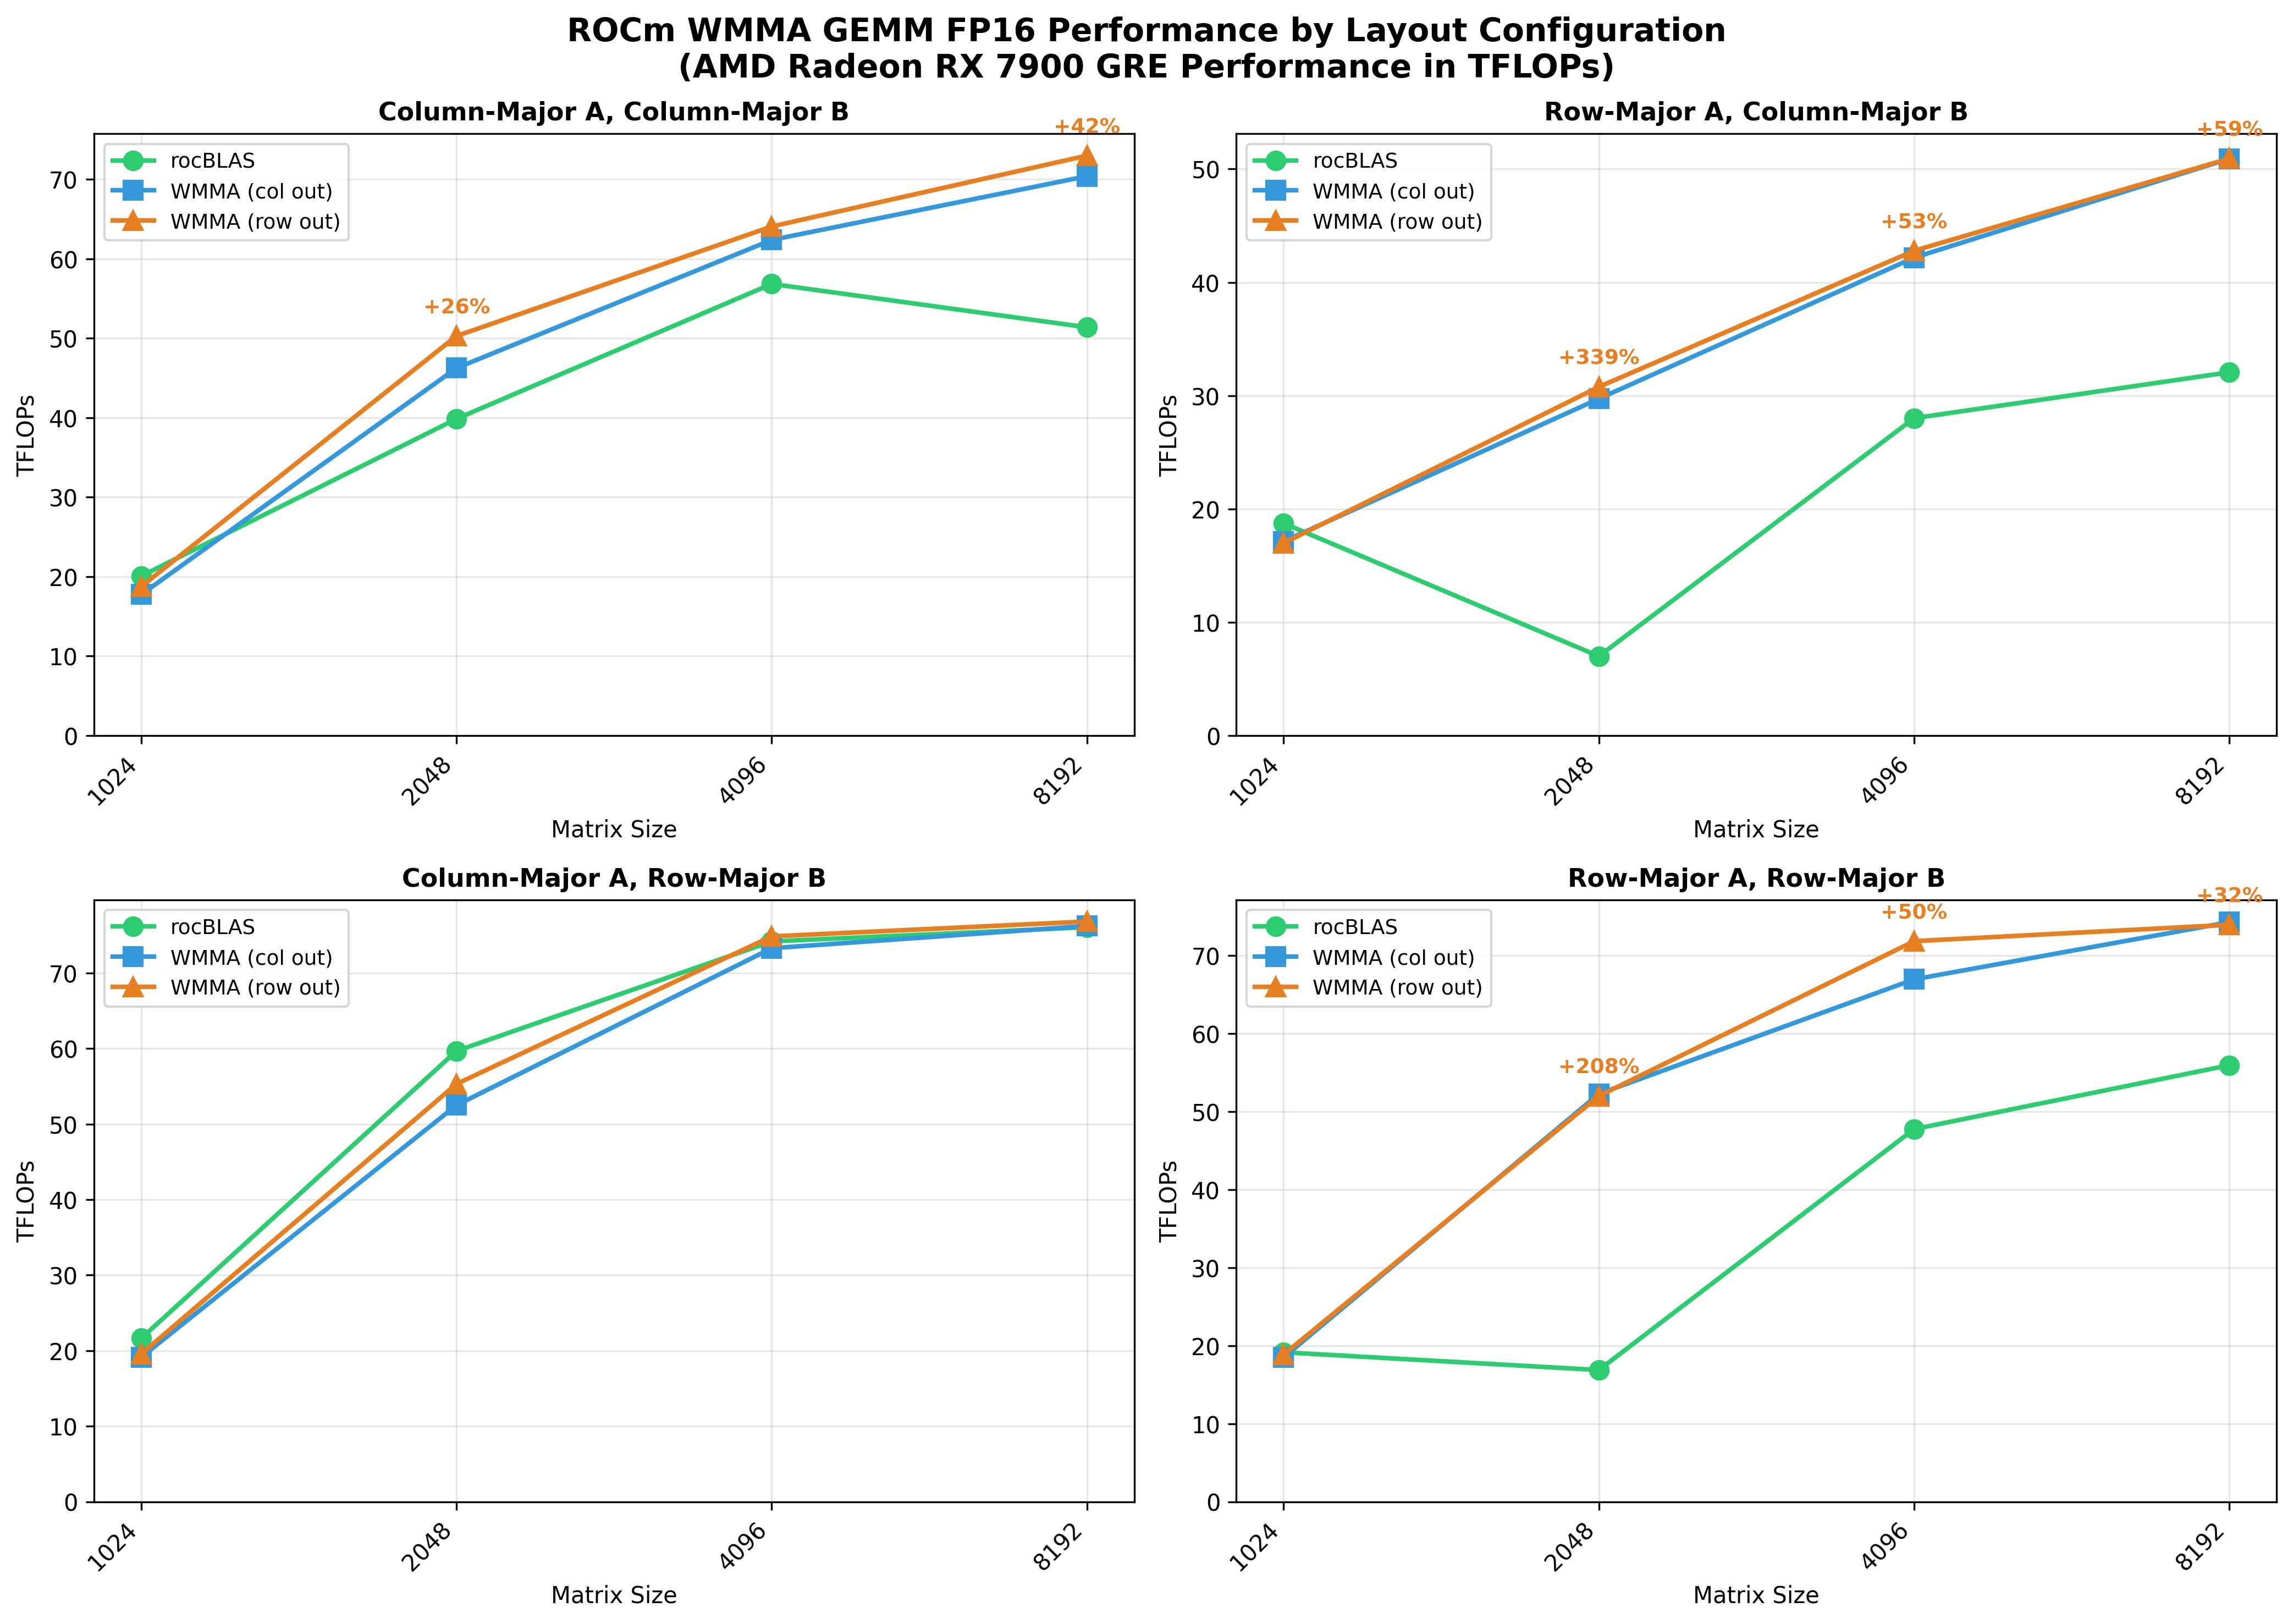 ROCm WMMA GEMM FP16 Performance by Layout Configuration
(AMD Radeon RX 7900 GRE Performance in TFLOPs)
Column-Major A, Column-Major B
+42%
rocBLAS
WMMA (col out)
WMMA (row out)
+26%
70
60
50
40
30
20
10
0
TFLOPs
1024
2048
4096
8192
Matrix Size
Row-Major A, Column-Major B
+59%
rocBLAS
WMMA (col out)
WMMA (row out)
+53%
+339%
50
40
30
20
10
0
TFLOPs
1024
2048
4096
8192
Matrix Size
Column-Major A, Row-Major B
rocBLAS
WMMA (col out)
WMMA (row out)
70
60
50
40
30
20
10
0
TFLOPs
1024
2048
4096
8192
Matrix Size
Row-Major A, Row-Major B
+32%
+50%
rocBLAS
WMMA (col out)
WMMA (row out)
+208%
70
60
50
40
30
20
10
0
TFLOPs
1024
2048
4096
8192
Matrix Size